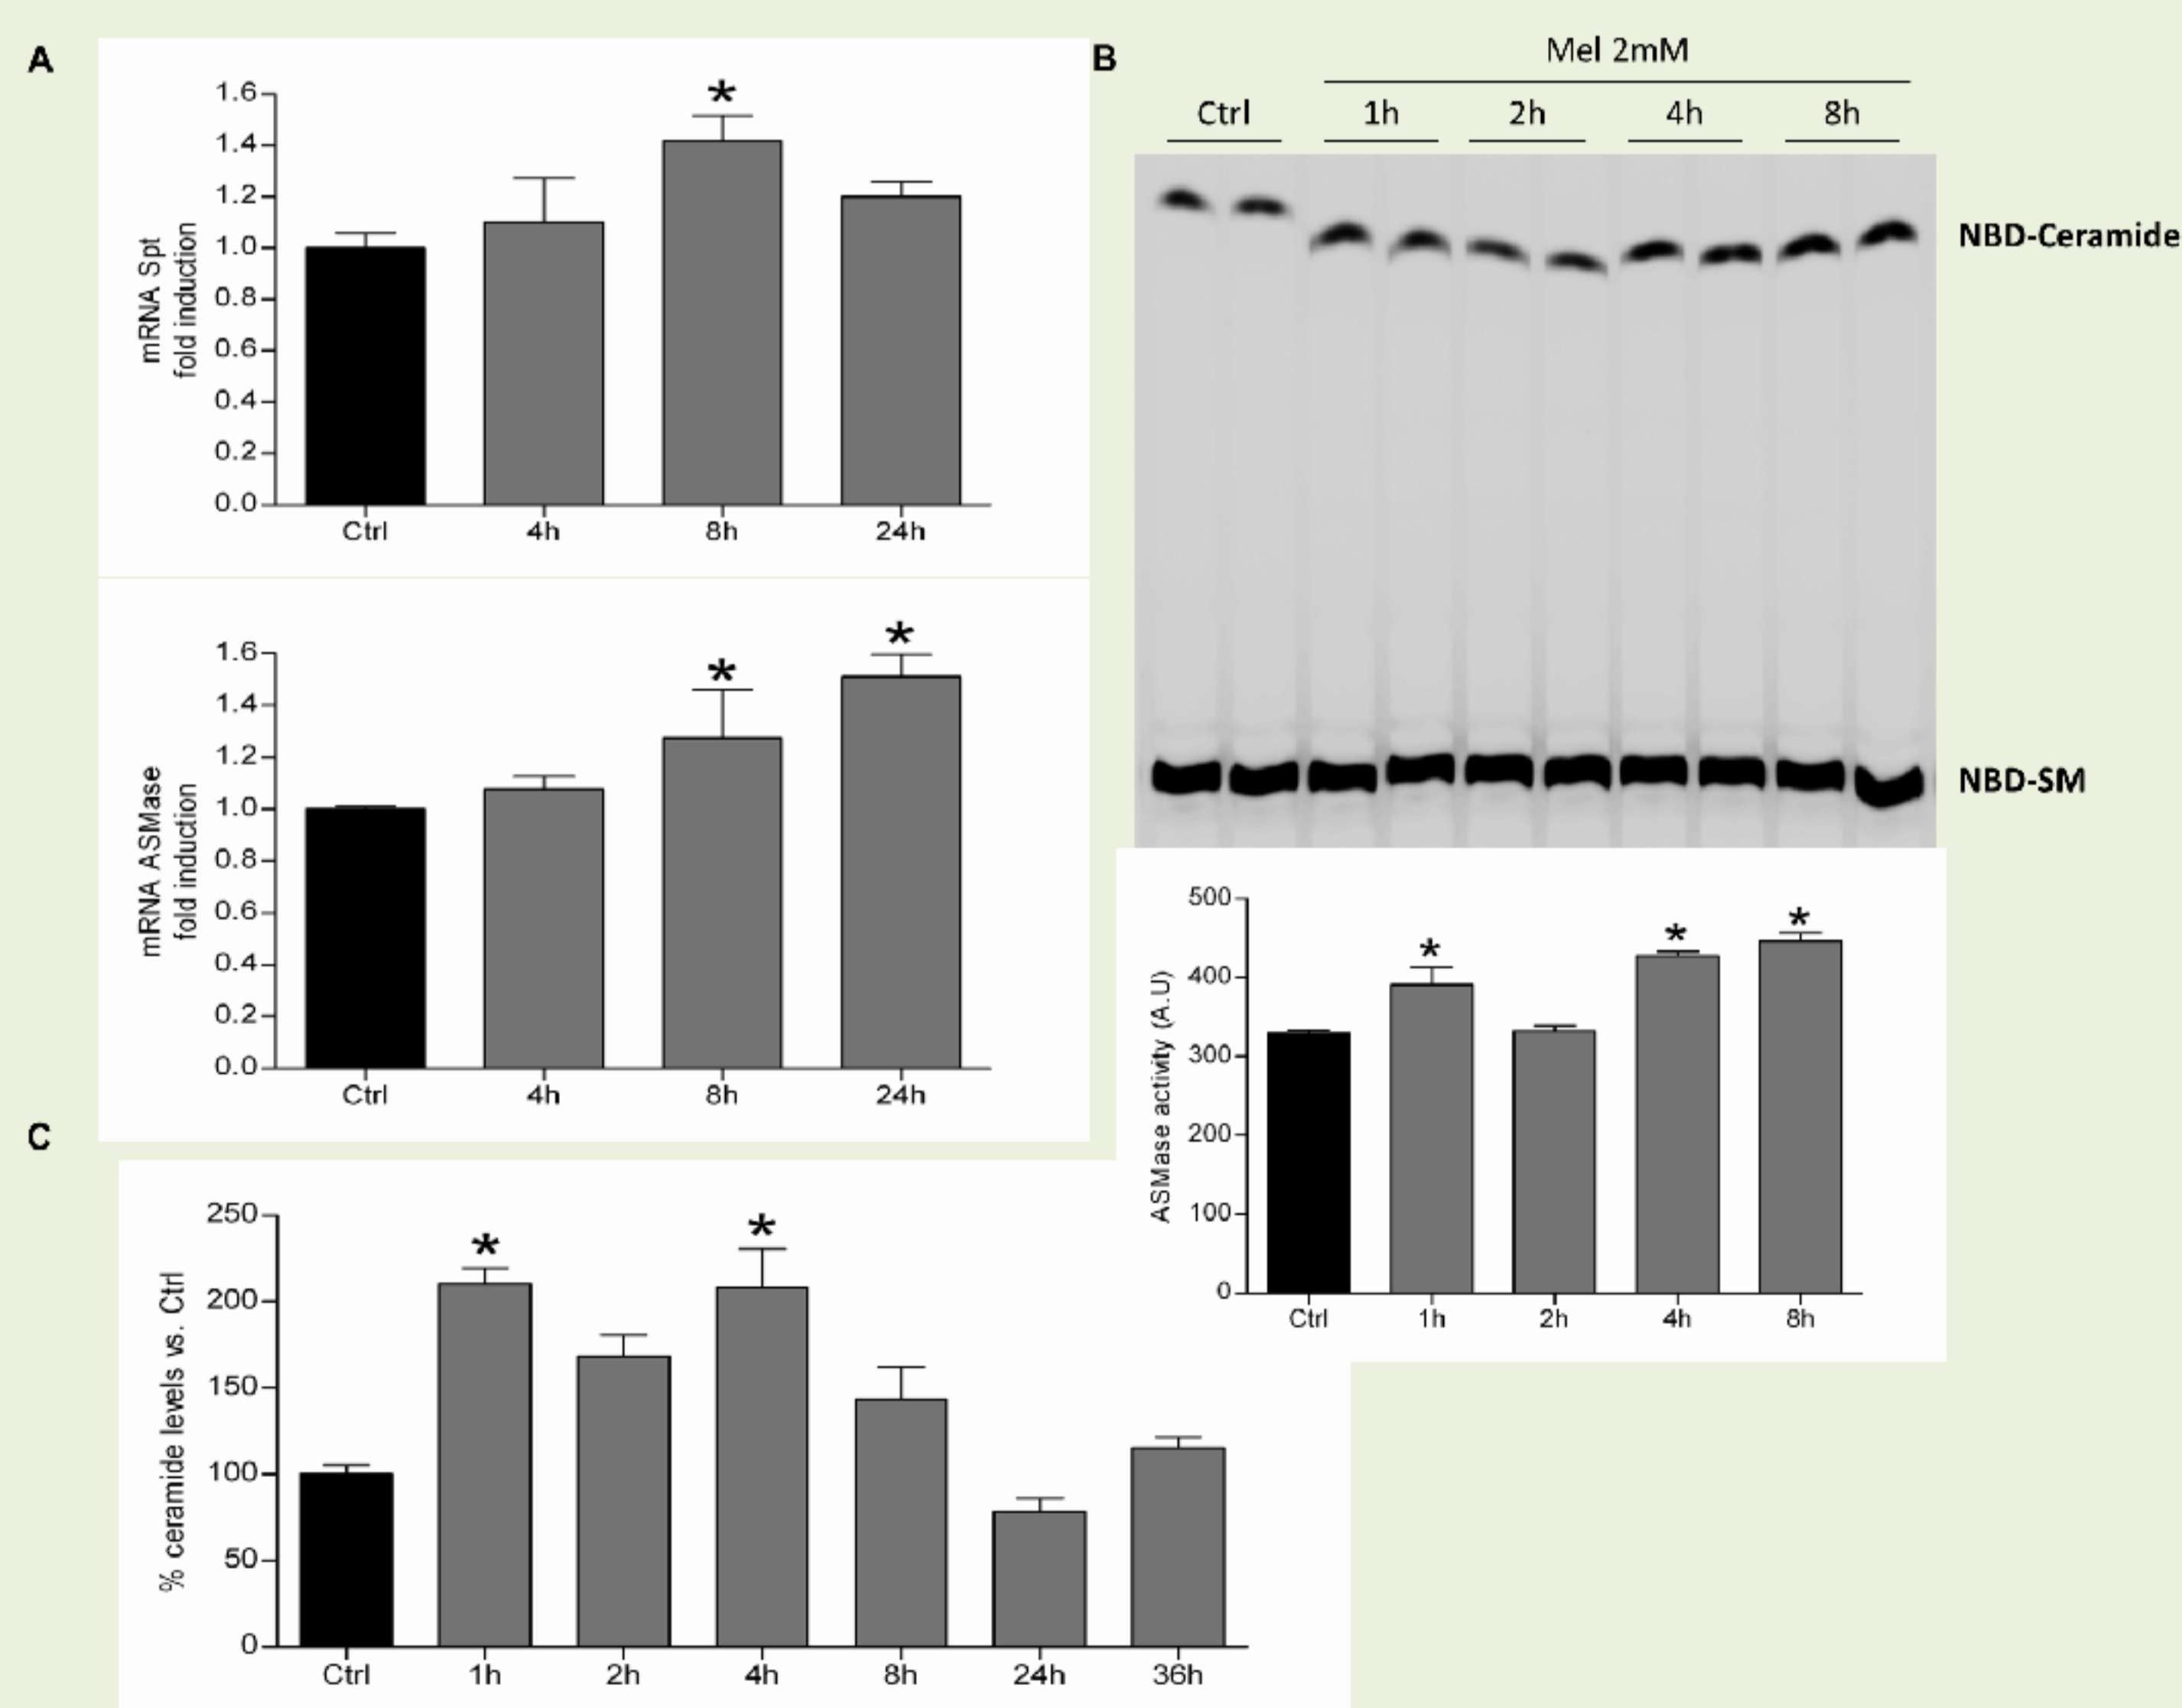 A
1.6
1.4
1.2
1.0
0.8
0.6
0.4
0.2
0.0
mRNA Spt
fold induction
*
Ctrl 4h 8h 24h
1.6
1.4
1.2
1.0
0.8
0.6
0.4
0.2
0.0
mRNA ASMase
fold induction
* *
Ctrl 4h 8h 24h
B
Mel 2mM
Ctrl 1h 2h 4h 8h
NBD-Ceramide
NBD-SM
500
400
300
200
100
0
ASMase activity (A.U)
* * *
Ctrl 1h 2h 4h 8h
C
250
200
150
100
50
0
% ceramide levels vs. Ctrl
* *
Ctrl 1h 2h 4h 8h 24h 36h